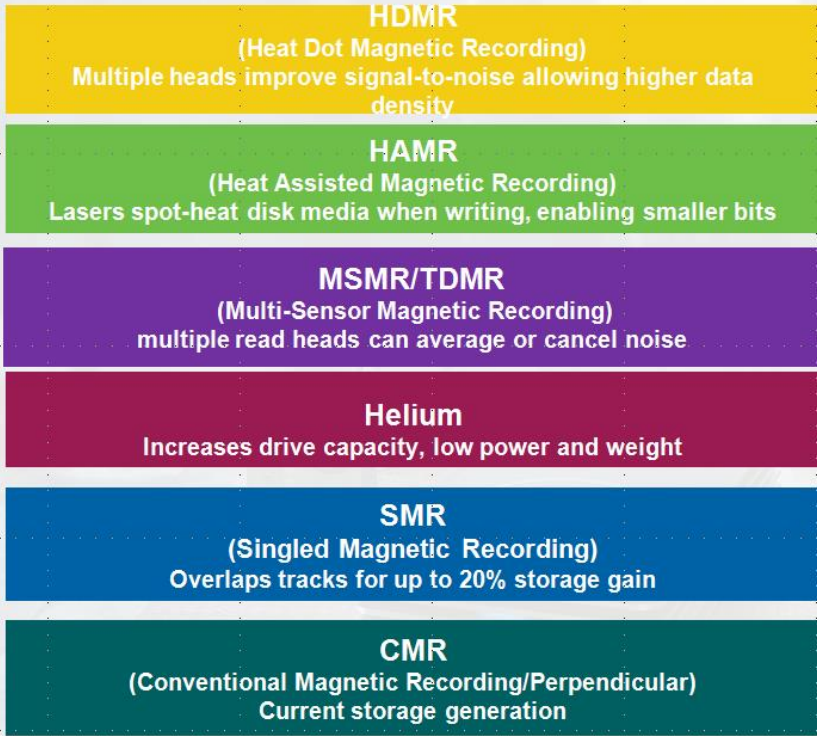 HDMR
(Heat Dot Magnetic Recording)
Multiple heads improve signal-to-noise allowing higher data
density
HAMR
(Heat Assisted Magnetic Recording)
Lasers spot-heat disk media when writing, enabling smaller bits
MSMR/TDMR
(Multi-Sensor Magnetic Recording)
multiple read heads can average or cancel noise
Helium
Increases drive capacity, low power and weight
SMR
(Singled Magnetic Recording)
Overlaps tracks for up to 20% storage gain
CMR
(Conventional Magnetic Recording/Perpendicular)
Current storage generation